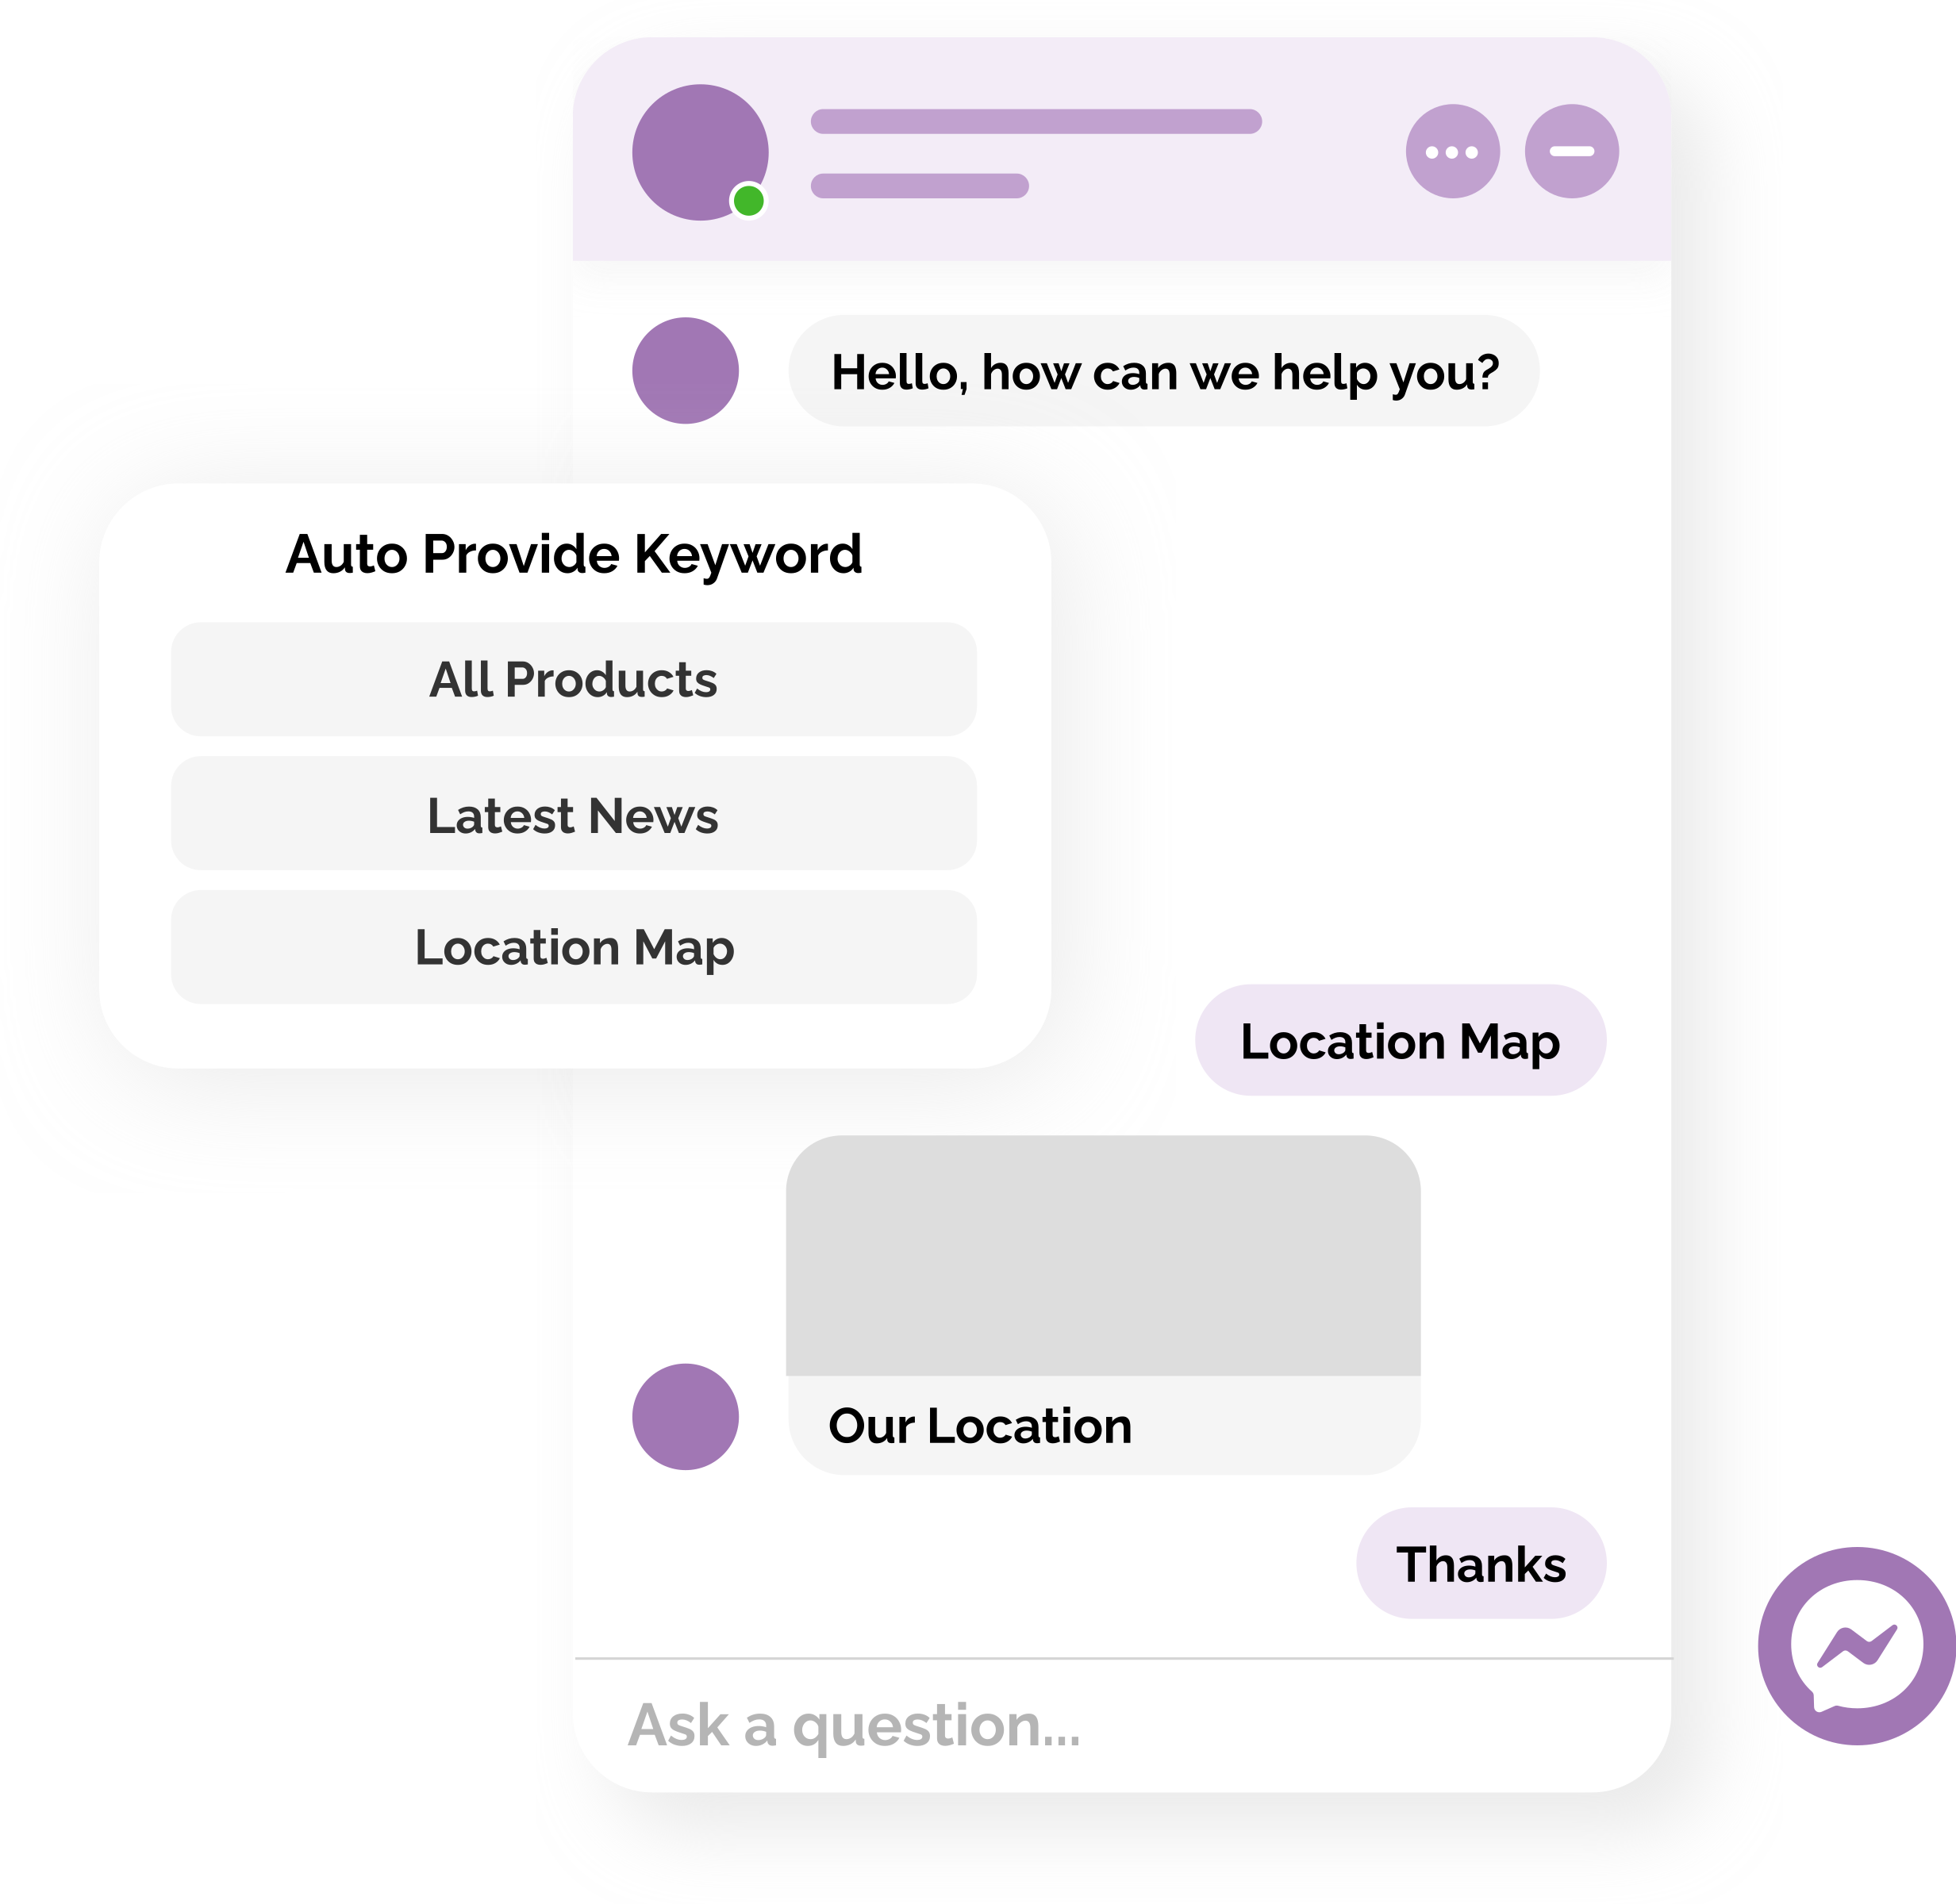 Hello, how can we help you?
Auto Provide Keyword
All Products
Latest News
Location Map
Location Map
Our Location
Thanks
Ask a question...